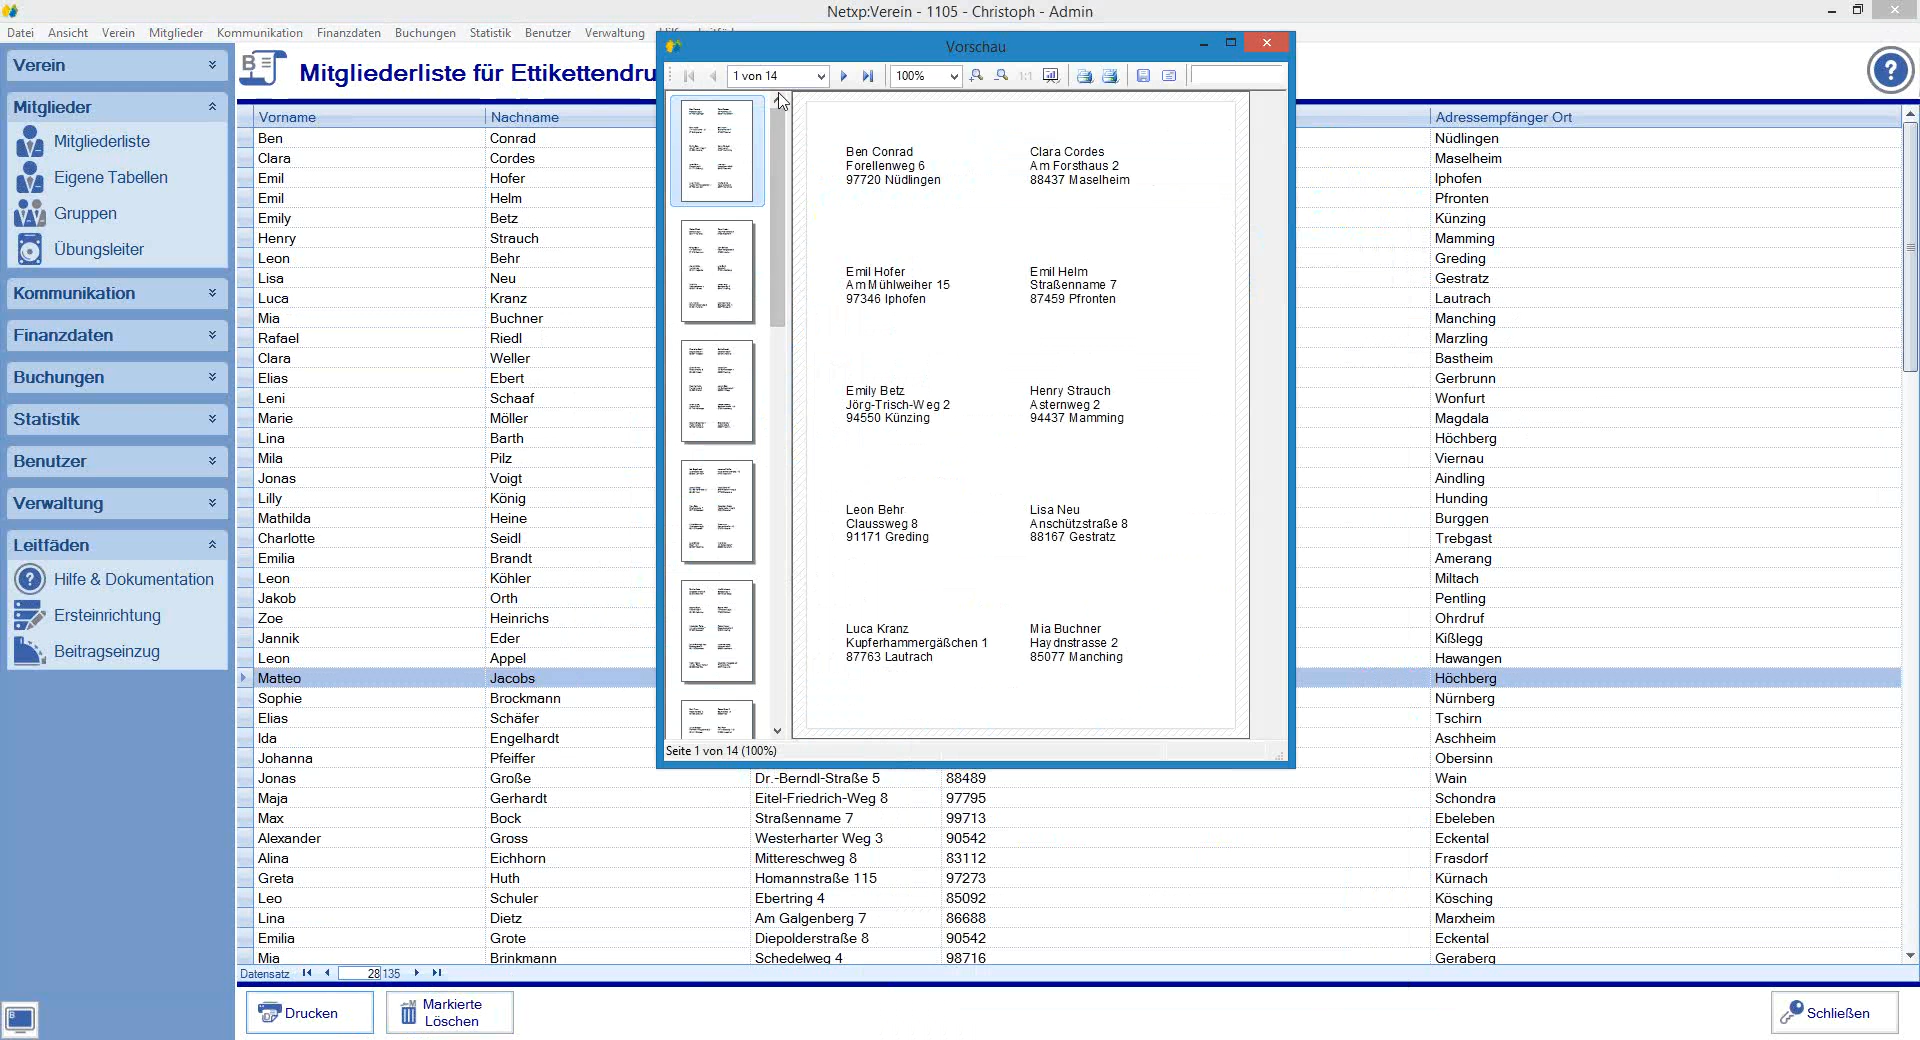 Netxp:Verein - 1105 - Christoph - Admin
Datei Ansicht Verein Mitglieder Kommunikation Finanzdaten Buchungen Statistik Benutzer Verwaltung
Verein
Mitglieder
Mitgliederliste
Eigene Tabellen
Gruppen
Übungsleiter
Kommunikation
Finanzdaten
Buchungen
Statistik
Benutzer
Verwaltung
Leitfäden
Hilfe & Dokumentation
Ersteinrichtung
Beitragseinzug
Mitgliederliste für Ettikettendru
Vorname Nachname Adressempfänger Ort
Ben Conrad Nüdlingen
Clara Cordes Maselheim
Emil Hofer Iphofen
Emil Helm Pfronten
Emily Betz Künzing
Henry Strauch Mamming
Leon Behr Greding
Lisa Neu Gestratz
Luca Kranz Lautrach
Mia Buchner Manching
Rafael Riedl Marzling
Clara Weller Bastheim
Elias Ebert Gerbrunn
Leni Schaaf Wonfurt
Marie Möller Magdala
Lina Barth Höchberg
Mila Pilz Viernau
Jonas Voigt Aindling
Lilly König Hunding
Mathilda Heine Burggen
Charlotte Seidl Trebgast
Emilia Brandt Amerang
Leon Köhler Miltach
Jakob Orth Pentling
Zoe Heinrichs Ohrdruf
Jannik Eder Kißlegg
Leon Appel Hawangen
Matteo Jacobs Höchberg
Sophie Brockmann Nürnberg
Elias Schäfer Tschirn
Ida Engelhardt Aschheim
Johanna Pfeiffer Obersinn
Jonas Große Dr.-Berndl-Straße 5 88489 Wain
Maja Gerhardt Eitel-Friedrich-Weg 8 97795 Schondra
Max Bock Straßenname 7 99713 Ebeleben
Alexander Gross Westerharter Weg 3 90542 Eckental
Alina Eichhorn Mittereschweg 8 83112 Frasdorf
Greta Huth Homannstraße 115 97273 Kürnach
Leo Schuler Ebertring 4 85092 Kösching
Lina Dietz Am Galgenberg 7 86688 Marxheim
Emilia Grote Diepolderstraße 8 90542 Eckental
Mia Brinkmann Schedelweg 4 98716 Geraberg
Datensatz 28 135
Drucken
Markierte
Löschen
Schließen
Vorschau
1 von 14 100% 1:1
Ben Conrad
Forellenweg 6
97720 Nüdlingen
Clara Cordes
Am Forsthaus 2
88437 Maselheim
Emil Hofer
Am Mühlweiher 15
97346 Iphofen
Emil Helm
Straßenname 7
87459 Pfronten
Emily Betz
Jörg-Trisch-Weg 2
94550 Künzing
Henry Strauch
Asternweg 2
94437 Mamming
Leon Behr
Claussweg 8
91171 Greding
Lisa Neu
Anschützstraße 8
88167 Gestratz
Luca Kranz
Kupferhammergäßchen 1
87763 Lautrach
Mia Buchner
Haydnstrasse 2
85077 Manching
Seite 1 von 14 (100%)